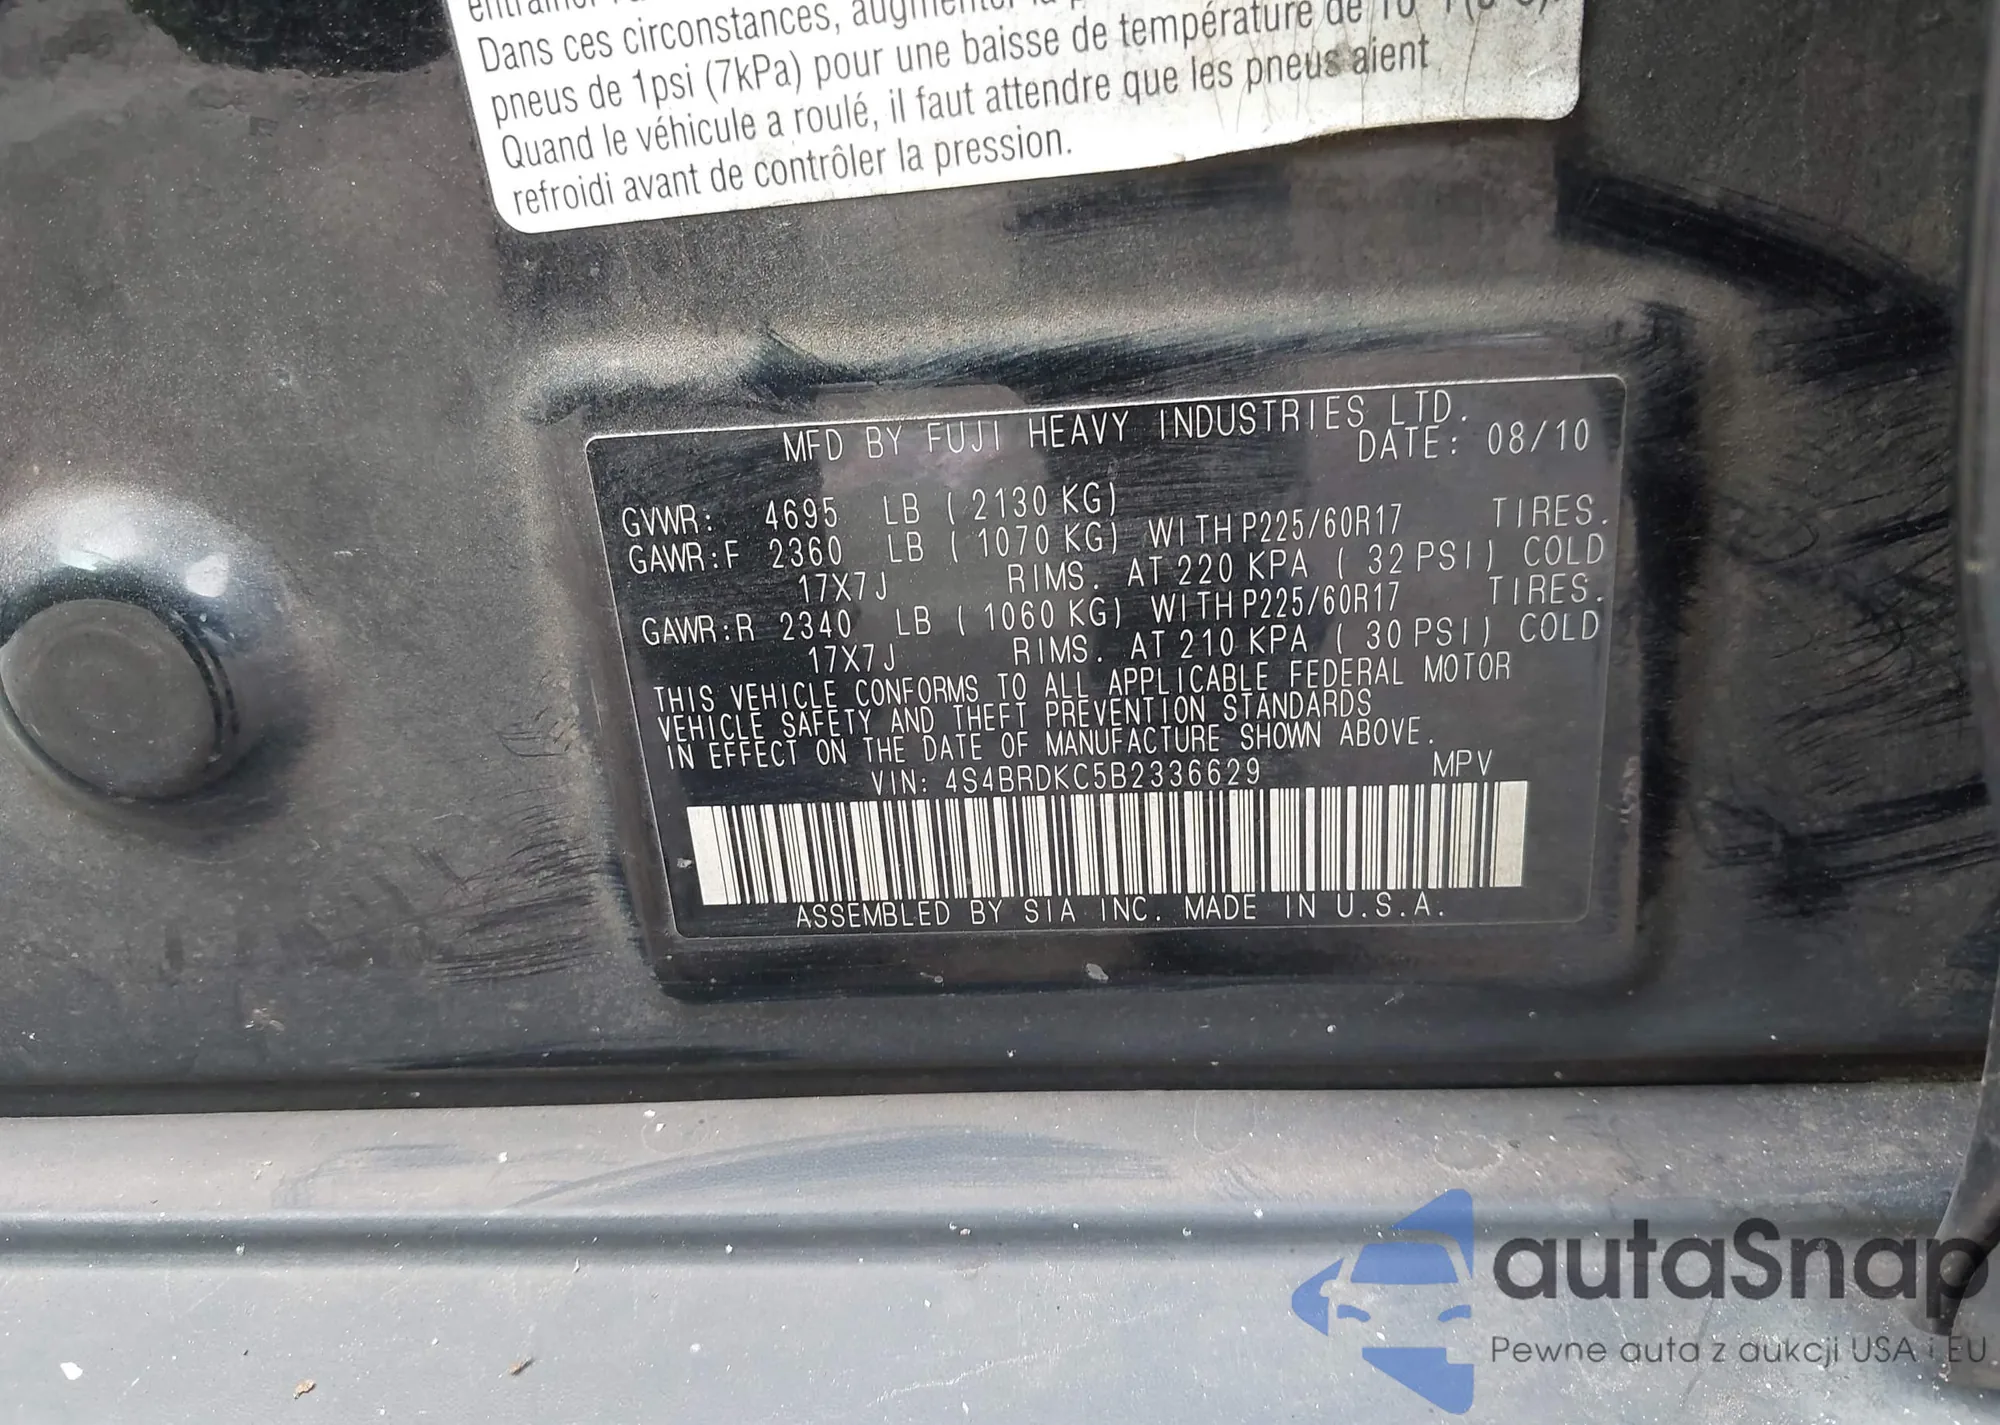 Dans ces circonstances, augmenter la
pneus de 1psi (7kPa) pour une baisse de température de 10
Quand le véhicule a roulé, il faut attendre que les pneus aient
refroidi avant de contrôler la pression.
MFD BY FUJI HEAVY INDUSTRIES LTD.
DATE: 08/10
GVWR: 4695 LB ( 2130 KG)
GAWR:F 2360 LB ( 1070 KG) WITH P225/60R17 TIRES.
17X7J RIMS. AT 220 KPA ( 32 PSI) COLD
GAWR:R 2340 LB ( 1060 KG) WITH P225/60R17 TIRES.
17X7J RIMS. AT 210 KPA ( 30 PSI) COLD
THIS VEHICLE CONFORMS TO ALL APPLICABLE FEDERAL MOTOR
VEHICLE SAFETY AND THEFT PREVENTION STANDARDS
IN EFFECT ON THE DATE OF MANUFACTURE SHOWN ABOVE.
VIN: 4S4BRDKC5B2336629 MPV
ASSEMBLED BY SIA INC. MADE IN U.S.A.
autoSnap
Pewne auta z aukcji USA i EU